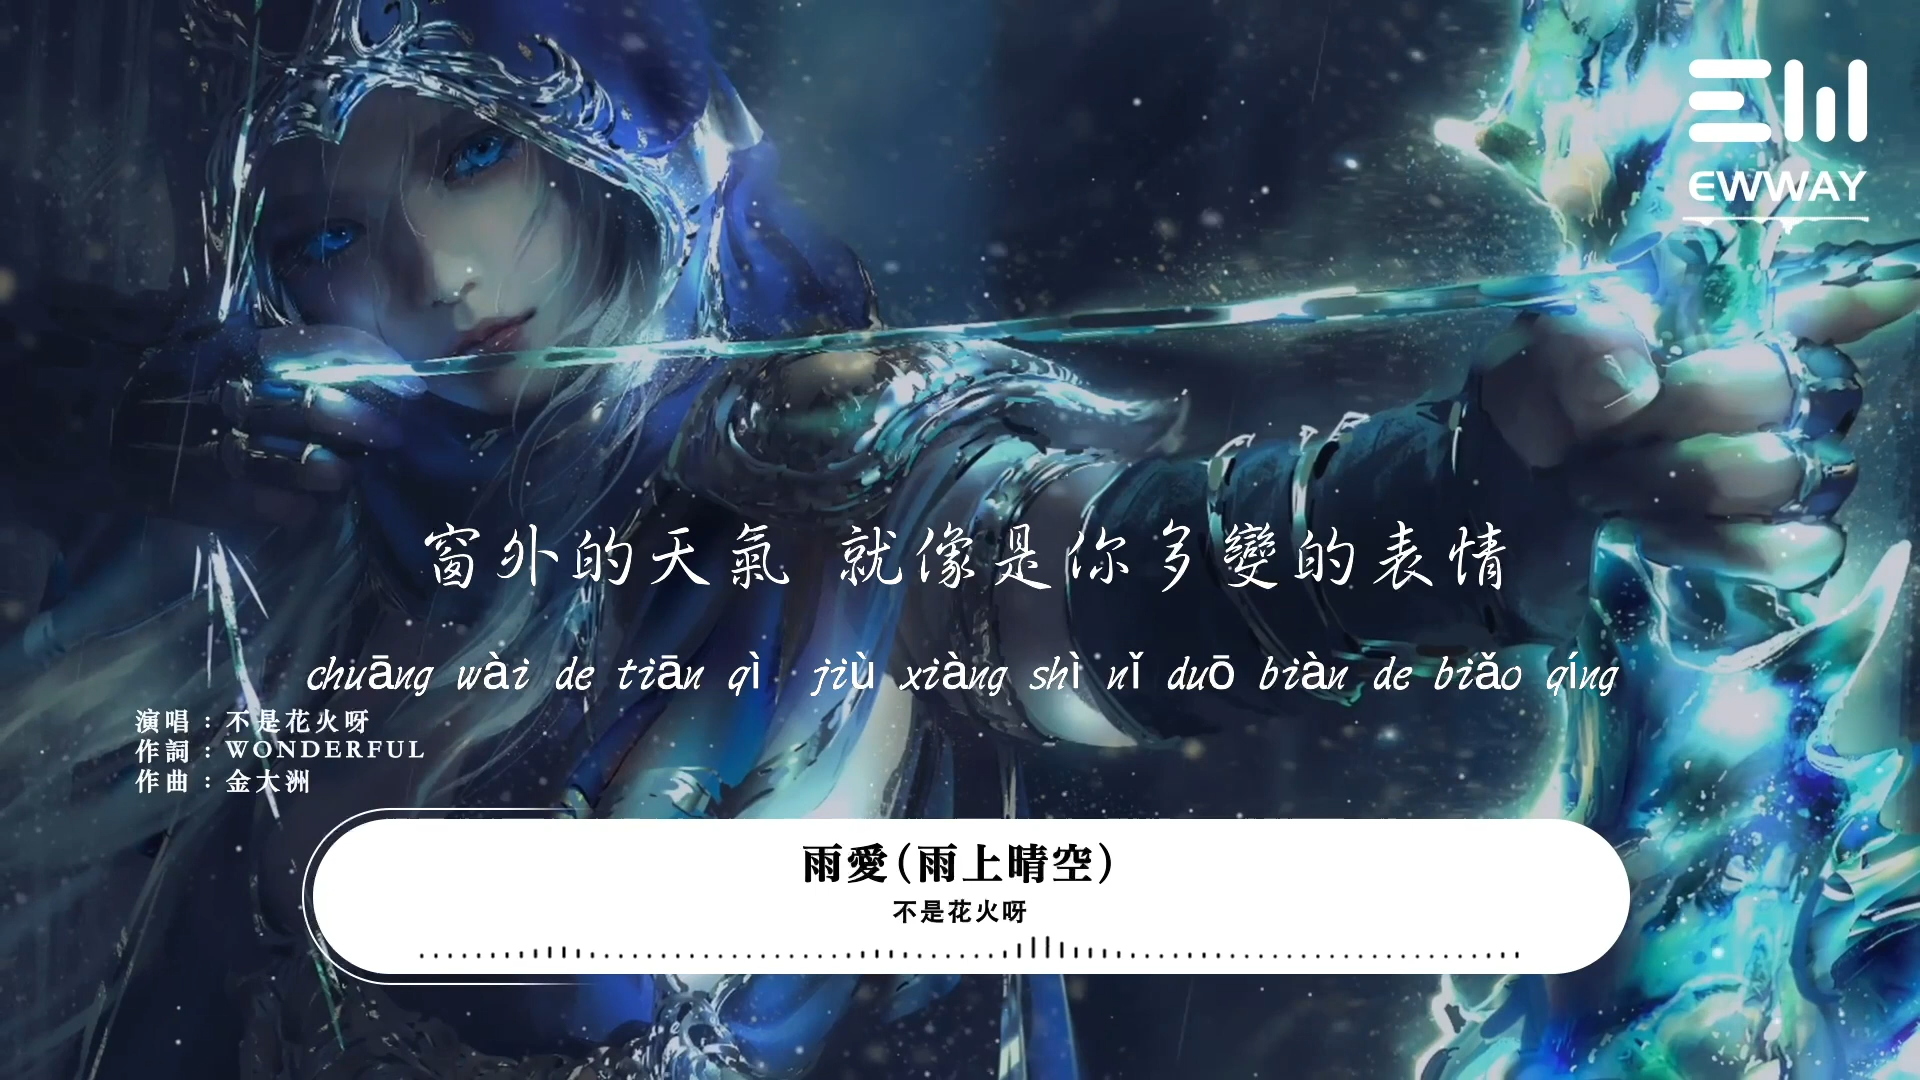 EWWAY
窗外的天氣 就像是你多變的表情
chuāng wài de tiān qì jiù xiàng shì nǐ duō biàn de biǎo qíng
演唱：不是花火呀
作詞：WONDERFUL
作曲：金大洲
雨愛(雨上晴空)
不是花火呀